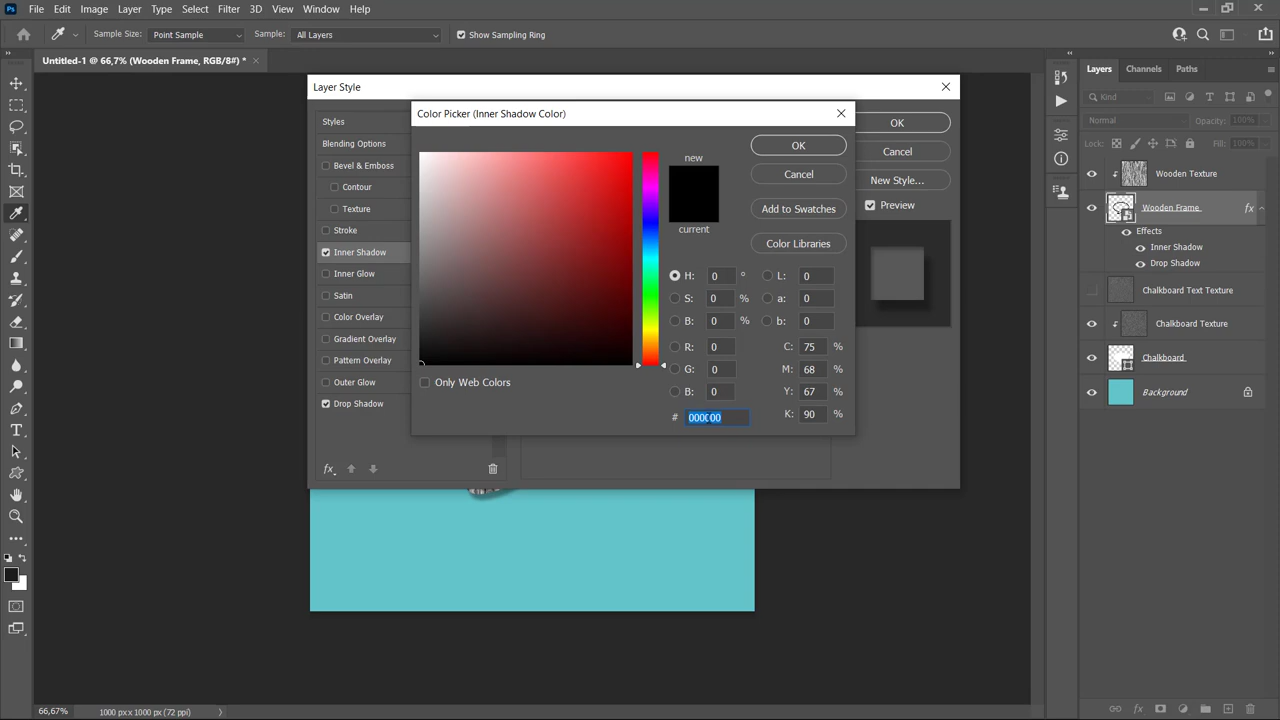 Ps File Edit Image Layer Type Select Filter 3D View Window Help
Sample Size: Point Sample Sample: All Layers Show Sampling Ring
Untitled-1 @ 66,7% (Wooden Frame, RGB/8#) *
Layer Style
Styles
Blending Options
Bevel & Emboss
Contour
Texture
Stroke
Inner Shadow
Inner Glow
Satin
Color Overlay
Gradient Overlay
Pattern Overlay
Outer Glow
Drop Shadow
fx
Color Picker (Inner Shadow Color)
new
current
OK
Cancel
Add to Swatches
Color Libraries
H: 0 °
S: 0 %
B: 0 %
R: 0
G: 0
B: 0
# 000000
L: 0
a: 0
b: 0
C: 75 %
M: 68 %
Y: 67 %
K: 90 %
Only Web Colors
OK
Cancel
New Style...
Preview
Layers Channels Paths
Kind
Normal Opacity: 100%
Lock: Fill: 100%
Wooden Texture
Wooden Frame fx
Effects
Inner Shadow
Drop Shadow
Chalkboard Text Texture
Chalkboard Texture
Chalkboard
Background
fx
66,67% 1000 px x 1000 px (72 ppi)